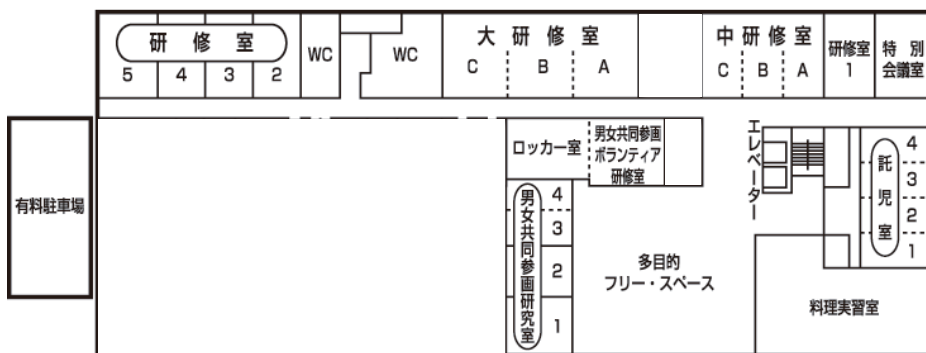 研修室
5 4 3 2
WC
WC
大研修室
C B A
中研修室
C B A
研修室
1
特別
会議室
有料駐車場
ロッカー室
男女共同参画
ボランティア
研修室
エレベーター
託児室
4
3
2
1
男女共同参画研究室
4
3
2
1
多目的
フリー・スペース
料理実習室